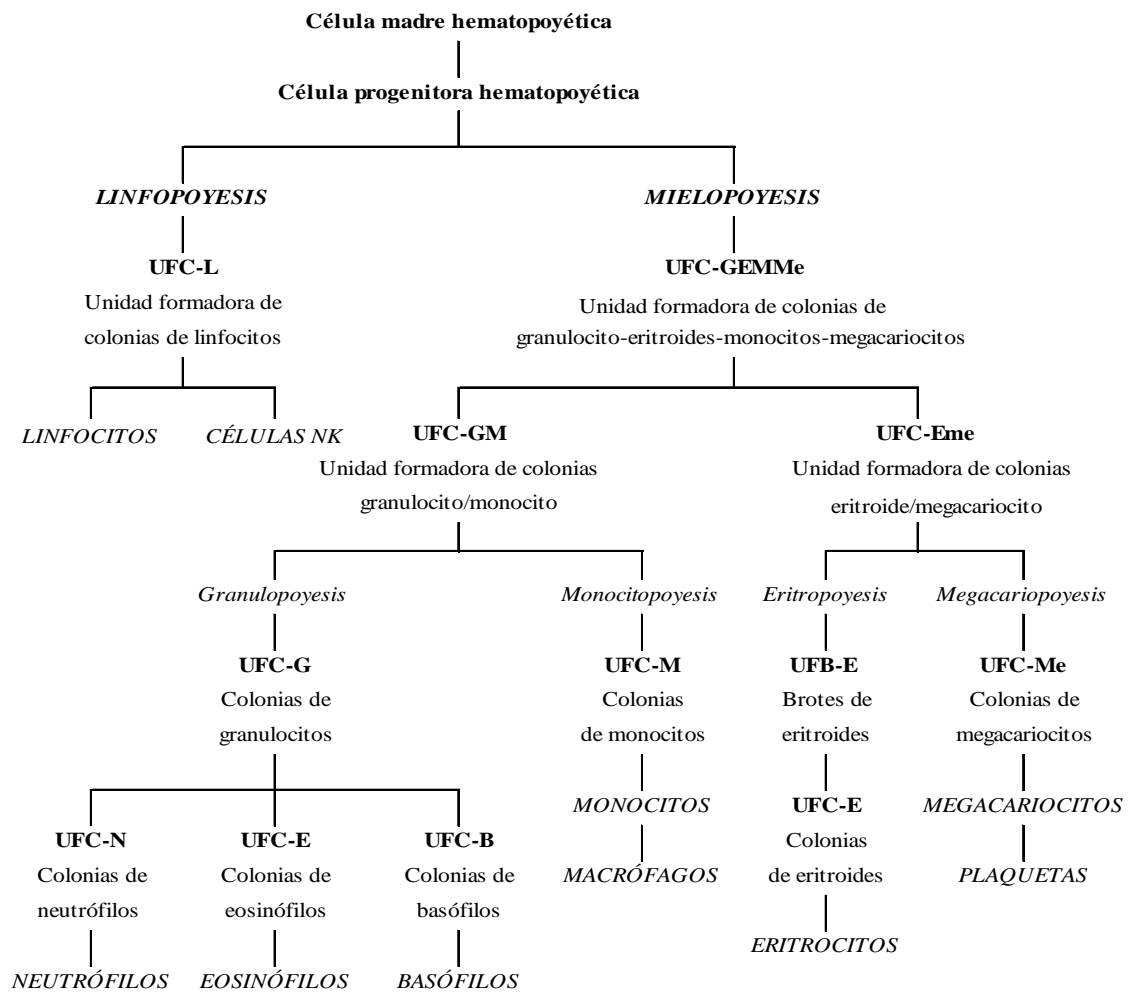 Célula madre hematopoyética
Célula progenitora hematopoyética
LINFOPOYESIS
MIELOPOYESIS
UFC-L
Unidad formadora de
colonias de linfocitos
UFC-GEMMe
Unidad formadora de colonias de
granulocito-eritroides-monocitos-megacariocitos
LINFOCITOS
CÉLULAS NK
UFC-GM
Unidad formadora de colonias
granulocito/monocito
UFC-Eme
Unidad formadora de colonias
eritroide/megacariocito
Granulopoyesis
Monocitopoyesis
Eritropoyesis
Megacariopoyesis
UFC-G
Colonias de
granulocitos
UFC-M
Colonias
de monocitos
UFB-E
Brotes de
eritroides
UFC-Me
Colonias de
megacariocitos
MONOCITOS
MACRÓFAGOS
UFC-E
Colonias
de eritroides
ERITROCITOS
MEGACARIOCITOS
PLAQUETAS
UFC-N
Colonias de
neutrófilos
NEUTRÓFILOS
UFC-E
Colonias de
eosinófilos
EOSINÓFILOS
UFC-B
Colonias de
basófilos
BASÓFILOS